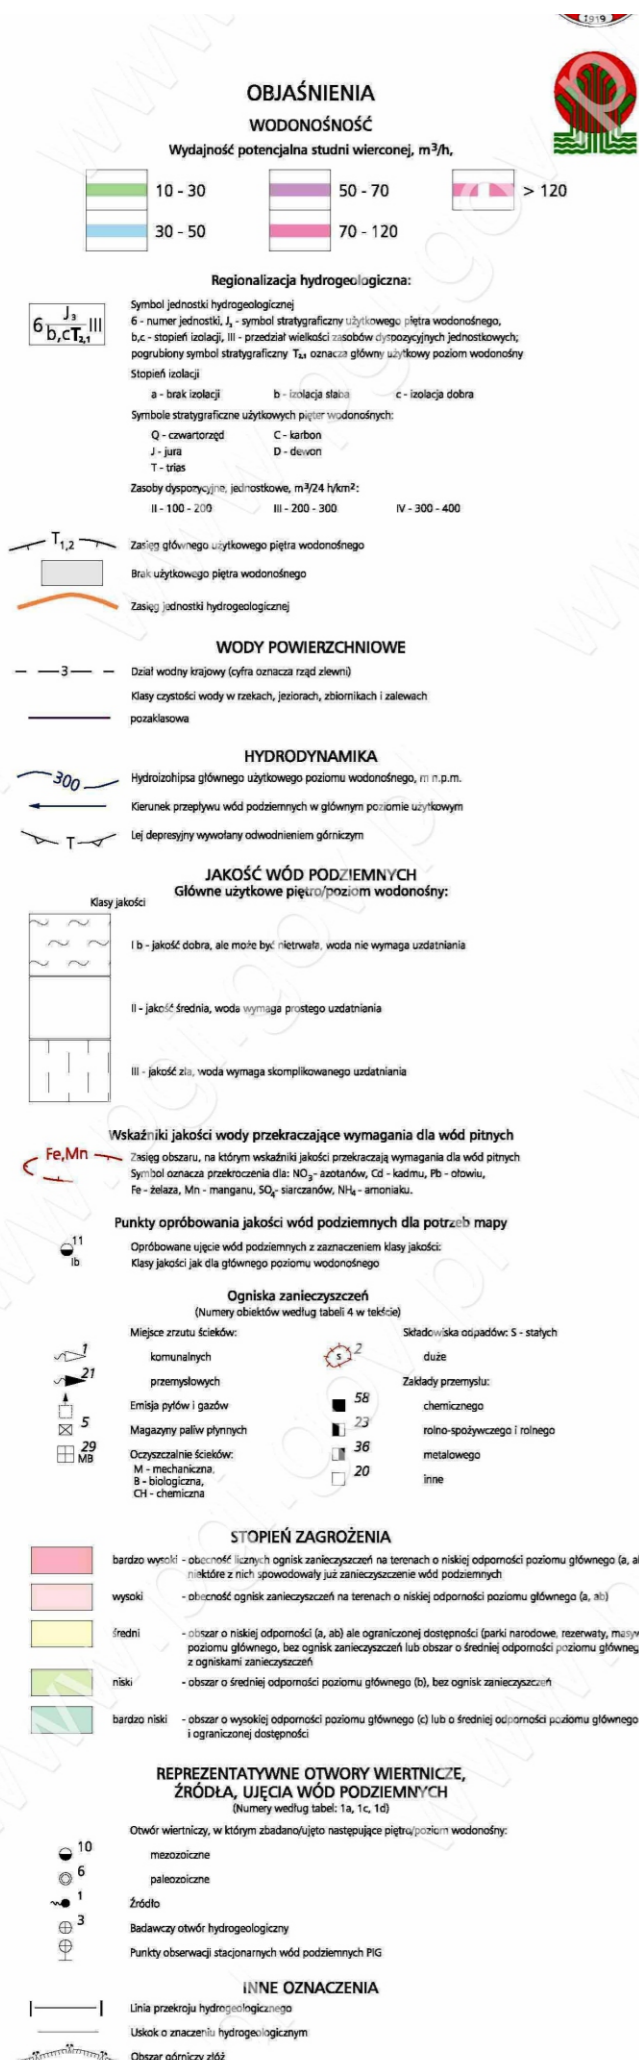 1919
OBJAŚNIENIA
WODONOŚNOŚĆ
Wydajność potencjalna studni wierconej, m³/h,
10 - 30 50 - 70 > 120
30 - 50 70 - 120
Regionalizacja hydrogeologiczna:
6 J₃ / b,cT₂,₁ III
Symbol jednostki hydrogeologicznej
6 - numer jednostki, J₃ - symbol stratygraficzny użytkowego piętra wodonośnego,
b,c - stopień izolacji, III - przedział wielkości zasobów dyspozycyjnych jednostkowych;
pogrubiony symbol stratygraficzny T₂,₁ oznacza główny użytkowy poziom wodonośny
Stopień izolacji
a - brak izolacji b - izolacja słaba c - izolacja dobra
Symbole stratygraficzne użytkowych pięter wodonośnych:
Q - czwartorzęd C - karbon
J - jura D - dewon
T - trias
Zasoby dyspozycyjne, jednostkowe, m³/24 h/km²:
II - 100 - 200 III - 200 - 300 IV - 300 - 400
T₁,₂ Zasięg głównego użytkowego piętra wodonośnego
Brak użytkowego piętra wodonośnego
Zasięg jednostki hydrogeologicznej
WODY POWIERZCHNIOWE
3 Dział wodny krajowy (cyfra oznacza rząd zlewni)
Klasy czystości wody w rzekach, jeziorach, zbiornikach i zalewach
pozaklasowa
HYDRODYNAMIKA
300 Hydroizohipsa głównego użytkowego poziomu wodonośnego, m n.p.m.
Kierunek przepływu wód podziemnych w głównym poziomie użytkowym
T Lej depresyjny wywołany odwodnieniem górniczym
JAKOŚĆ WÓD PODZIEMNYCH
Główne użytkowe piętro/poziom wodonośny:
Klasy jakości
I b - jakość dobra, ale może być nietrwała, woda nie wymaga uzdatniania
II - jakość średnia, woda wymaga prostego uzdatniania
III - jakość zła, woda wymaga skomplikowanego uzdatniania
Wskaźniki jakości wody przekraczające wymagania dla wód pitnych
Fe,Mn Zasięg obszaru, na którym wskaźniki jakości przekraczają wymagania dla wód pitnych
Symbol oznacza przekroczenia dla: NO₃ - azotanów, Cd - kadmu, Pb - ołowiu,
Fe - żelaza, Mn - manganu, SO₄ - siarczanów, NH₄ - amoniaku.
Punkty opróbowania jakości wód podziemnych dla potrzeb mapy
11 Opróbowane ujęcie wód podziemnych z zaznaczeniem klasy jakości:
Ib Klasy jakości jak dla głównego poziomu wodonośnego
Ogniska zanieczyszczeń
(Numery obiektów według tabeli 4 w tekście)
Miejsce zrzutu ścieków: Składowiska odpadów: S - stałych
1 komunalnych S 2 duże
21 przemysłowych Zakłady przemysłu:
Emisja pyłów i gazów 58 chemicznego
5 Magazyny paliw płynnych 23 rolno-spożywczego i rolnego
29 MB Oczyszczalnie ścieków: 36 metalowego
M - mechaniczna,
B - biologiczna, 20 inne
CH - chemiczna
STOPIEŃ ZAGROŻENIA
bardzo wysoki - obecność licznych ognisk zanieczyszczeń na terenach o niskiej odporności poziomu głównego (a,
niektóre z nich spowodowały już zanieczyszczenie wód podziemnych
wysoki - obecność ognisk zanieczyszczeń na terenach o niskiej odporności poziomu głównego (a, ab)
średni - obszar o niskiej odporności (a, ab) ale ograniczonej dostępności (parki narodowe, rezerwaty,
poziomu głównego, bez ognisk zanieczyszczeń lub obszar o średniej odporności poziomu
z ogniskami zanieczyszczeń
niski - obszar o średniej odporności poziomu głównego (b), bez ognisk zanieczyszczeń
bardzo niski - obszar o wysokiej odporności poziomu głównego (c) lub o średniej odporności poziomu głównego
i ograniczonej dostępności
REPREZENTATYWNE OTWORY WIERTNICZE,
ŹRÓDŁA, UJĘCIA WÓD PODZIEMNYCH
(Numery według tabel: 1a, 1c, 1d)
Otwór wiertniczy, w którym zbadano/ujęto następujące piętro/poziom wodonośny:
10 mezozoiczne
6 paleozoiczne
1 Źródło
3 Badawczy otwór hydrogeologiczny
Punkty obserwacji stacjonarnych wód podziemnych PIG
INNE OZNACZENIA
Linia przekroju hydrogeologicznego
Uskok o znaczeniu hydrogeologicznym
Obszar górniczy złóż